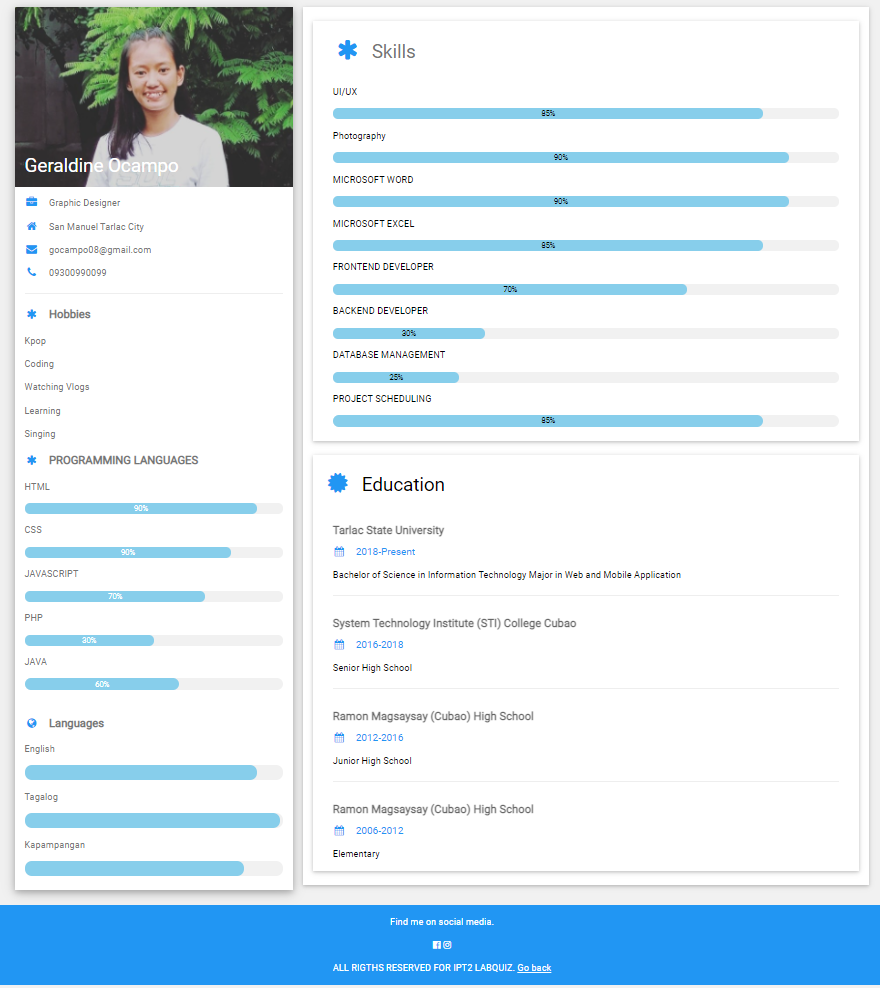 Geraldine Ocampo
Graphic Designer
San Manuel Tarlac City
gocampo08@gmail.com
09300990099
Hobbies
Kpop
Coding
Watching Vlogs
Learning
Singing
PROGRAMMING LANGUAGES
HTML
90%
CSS
90%
JAVASCRIPT
70%
PHP
30%
JAVA
60%
Languages
English
Tagalog
Kapampangan
Skills
UI/UX
85%
Photography
90%
MICROSOFT WORD
90%
MICROSOFT EXCEL
85%
FRONTEND DEVELOPER
70%
BACKEND DEVELOPER
30%
DATABASE MANAGEMENT
25%
PROJECT SCHEDULING
85%
Education
Tarlac State University
2018-Present
Bachelor of Science in Information Technology Major in Web and Mobile Application
System Technology Institute (STI) College Cubao
2016-2018
Senior High School
Ramon Magsaysay (Cubao) High School
2012-2016
Junior High School
Ramon Magsaysay (Cubao) High School
2006-2012
Elementary
Find me on social media.
ALL RIGTHS RESERVED FOR IPT2 LABQUIZ. Go back